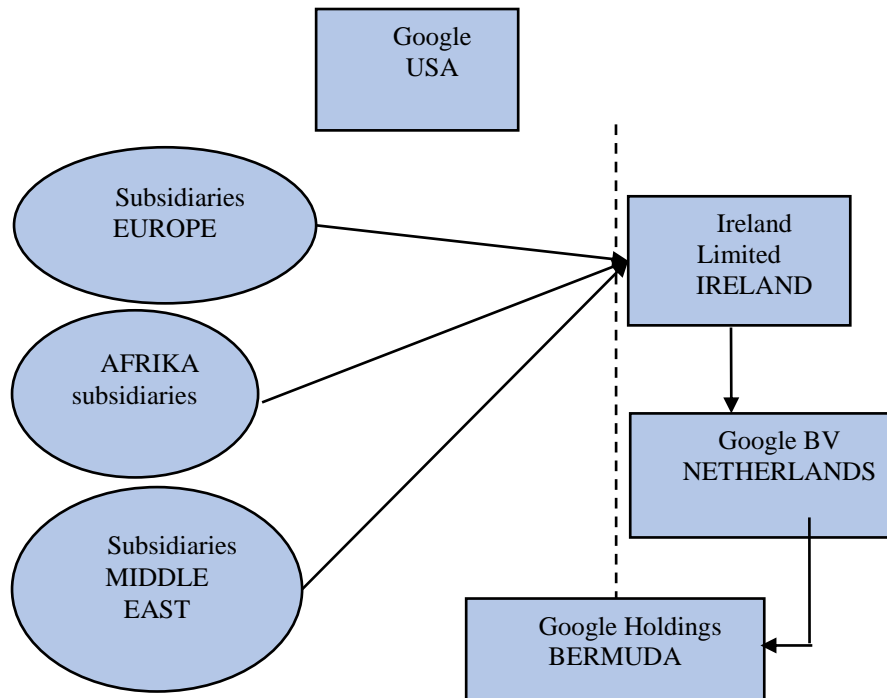 Google
USA
Subsidiaries
EUROPE
Ireland
Limited
IRELAND
AFRIKA
subsidiaries
Google BV
NETHERLANDS
Subsidiaries
MIDDLE
EAST
Google Holdings
BERMUDA